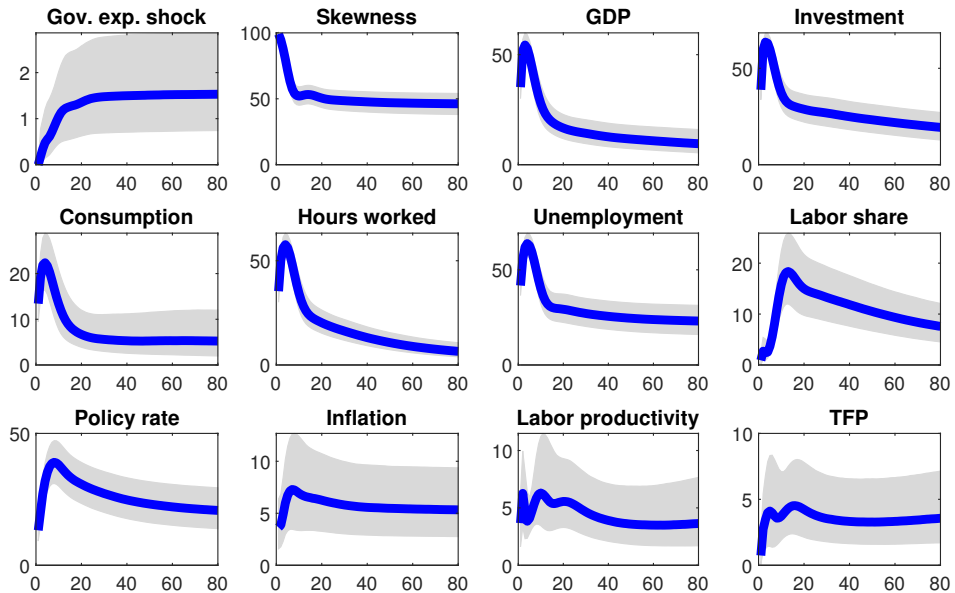 Gov. exp. shock Skewness GDP Investment
2 1 0
100 50 0
50 0
50 0
0 20 40 60 80 0 20 40 60 80 0 20 40 60 80 0 20 40 60 80
Consumption Hours worked Unemployment Labor share
20 10 0
50 0
50 0
20 10 0
0 20 40 60 80 0 20 40 60 80 0 20 40 60 80 0 20 40 60 80
Policy rate Inflation Labor productivity TFP
50 0
10 5 0
10 5 0
10 5 0
0 20 40 60 80 0 20 40 60 80 0 20 40 60 80 0 20 40 60 80